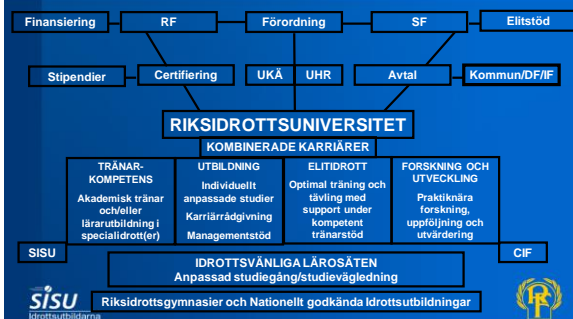 Finansiering RF Förordning SF Elitstöd
Stipendier Certifiering UKÄ UHR Avtal Kommun/DF/IF
RIKSIDROTTSUNIVERSITET
KOMBINERADE KARRIÄRER
TRÄNAR-
KOMPETENS
Akademisk tränar
och/eller
lärarutbildning i
specialidrott(er)
UTBILDNING
Individuellt
anpassade studier
Karriärrådgivning
Managementstöd
ELITIDROTT
Optimal träning och
tävling med
support under
kompetent
tränarstöd
FORSKNING OCH
UTVECKLING
Praktiknära
forskning,
uppföljning och
utvärdering
SISU
CIF
IDROTTSVÄNLIGA LÄROSÄTEN
Anpassad studiegång/studievägledning
Riksidrottsgymnasier och Nationellt godkända Idrottsutbildningar
SISU
Idrottsutbildarna
RF